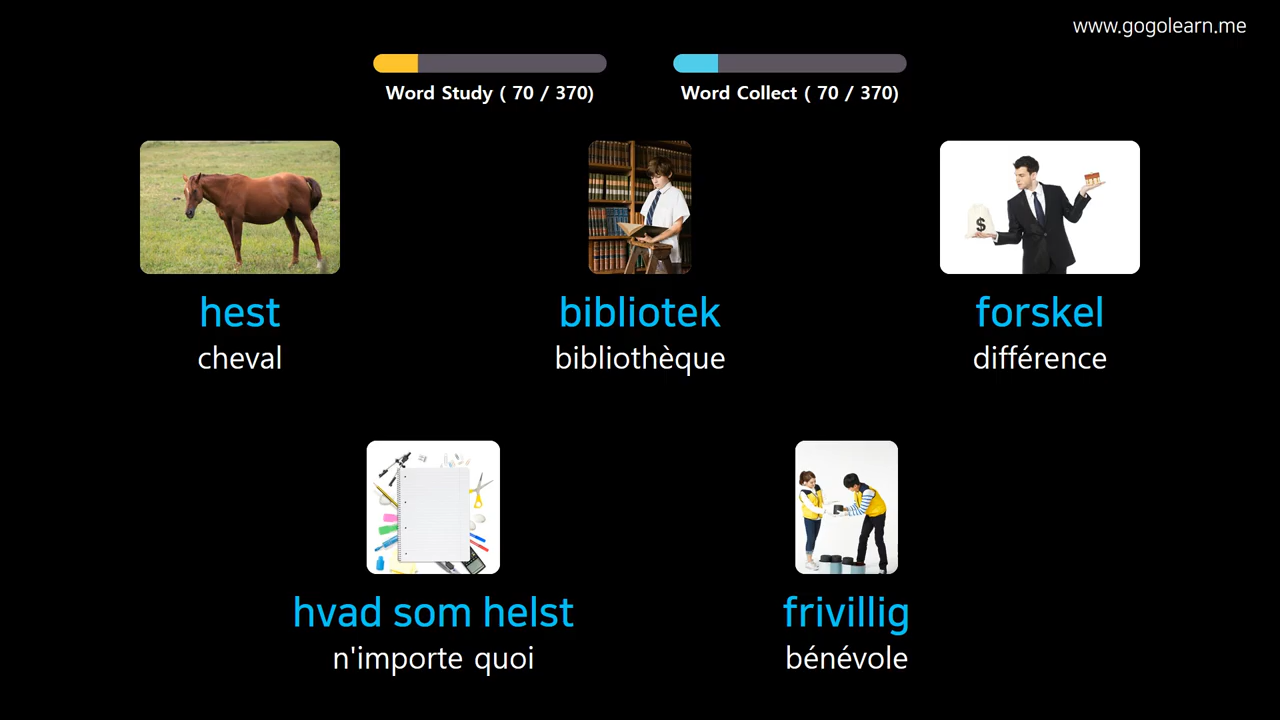 www.gogolearn.me
Word Study ( 70 / 370)
Word Collect ( 70 / 370)
hest
cheval
bibliotek
bibliothèque
forskel
différence
hvad som helst
n'importe quoi
frivillig
bénévole